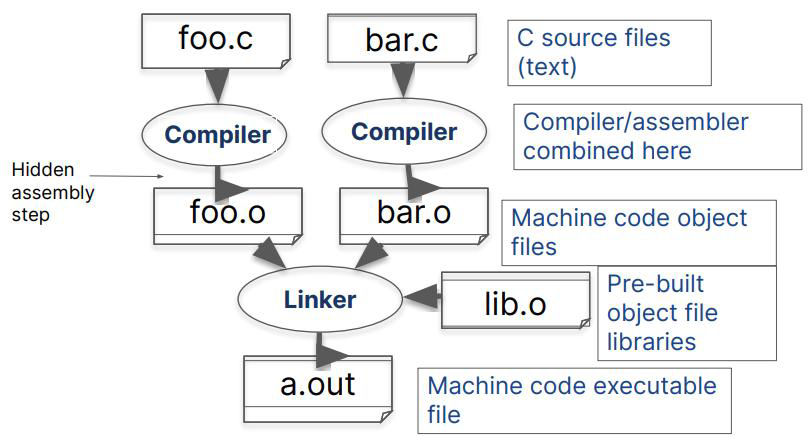 foo.c
bar.c
C source files
(text)
Compiler
Compiler
Compiler/assembler
combined here
Hidden
assembly
step
foo.o
bar.o
Machine code object
files
Linker
lib.o
Pre-built
object file
libraries
a.out
Machine code executable
file